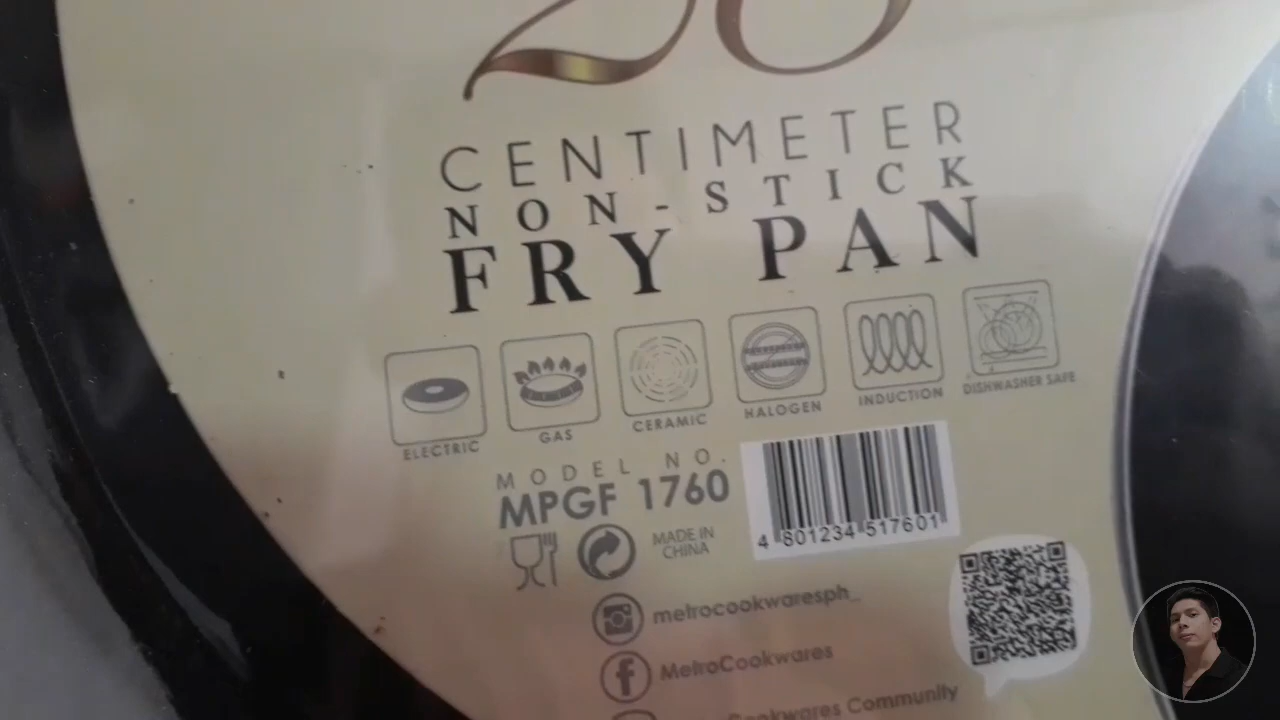 CENTIMETER
NON-STICK
FRY PAN
ELECTRIC
GAS
CERAMIC
HALOGEN
INDUCTION
DISHWASHER SAFE
MODEL NO.
MPGF 1760
MADE IN
CHINA
4 801234 517601
metrocookwaresph_
MetroCookwares
Cookwares Community